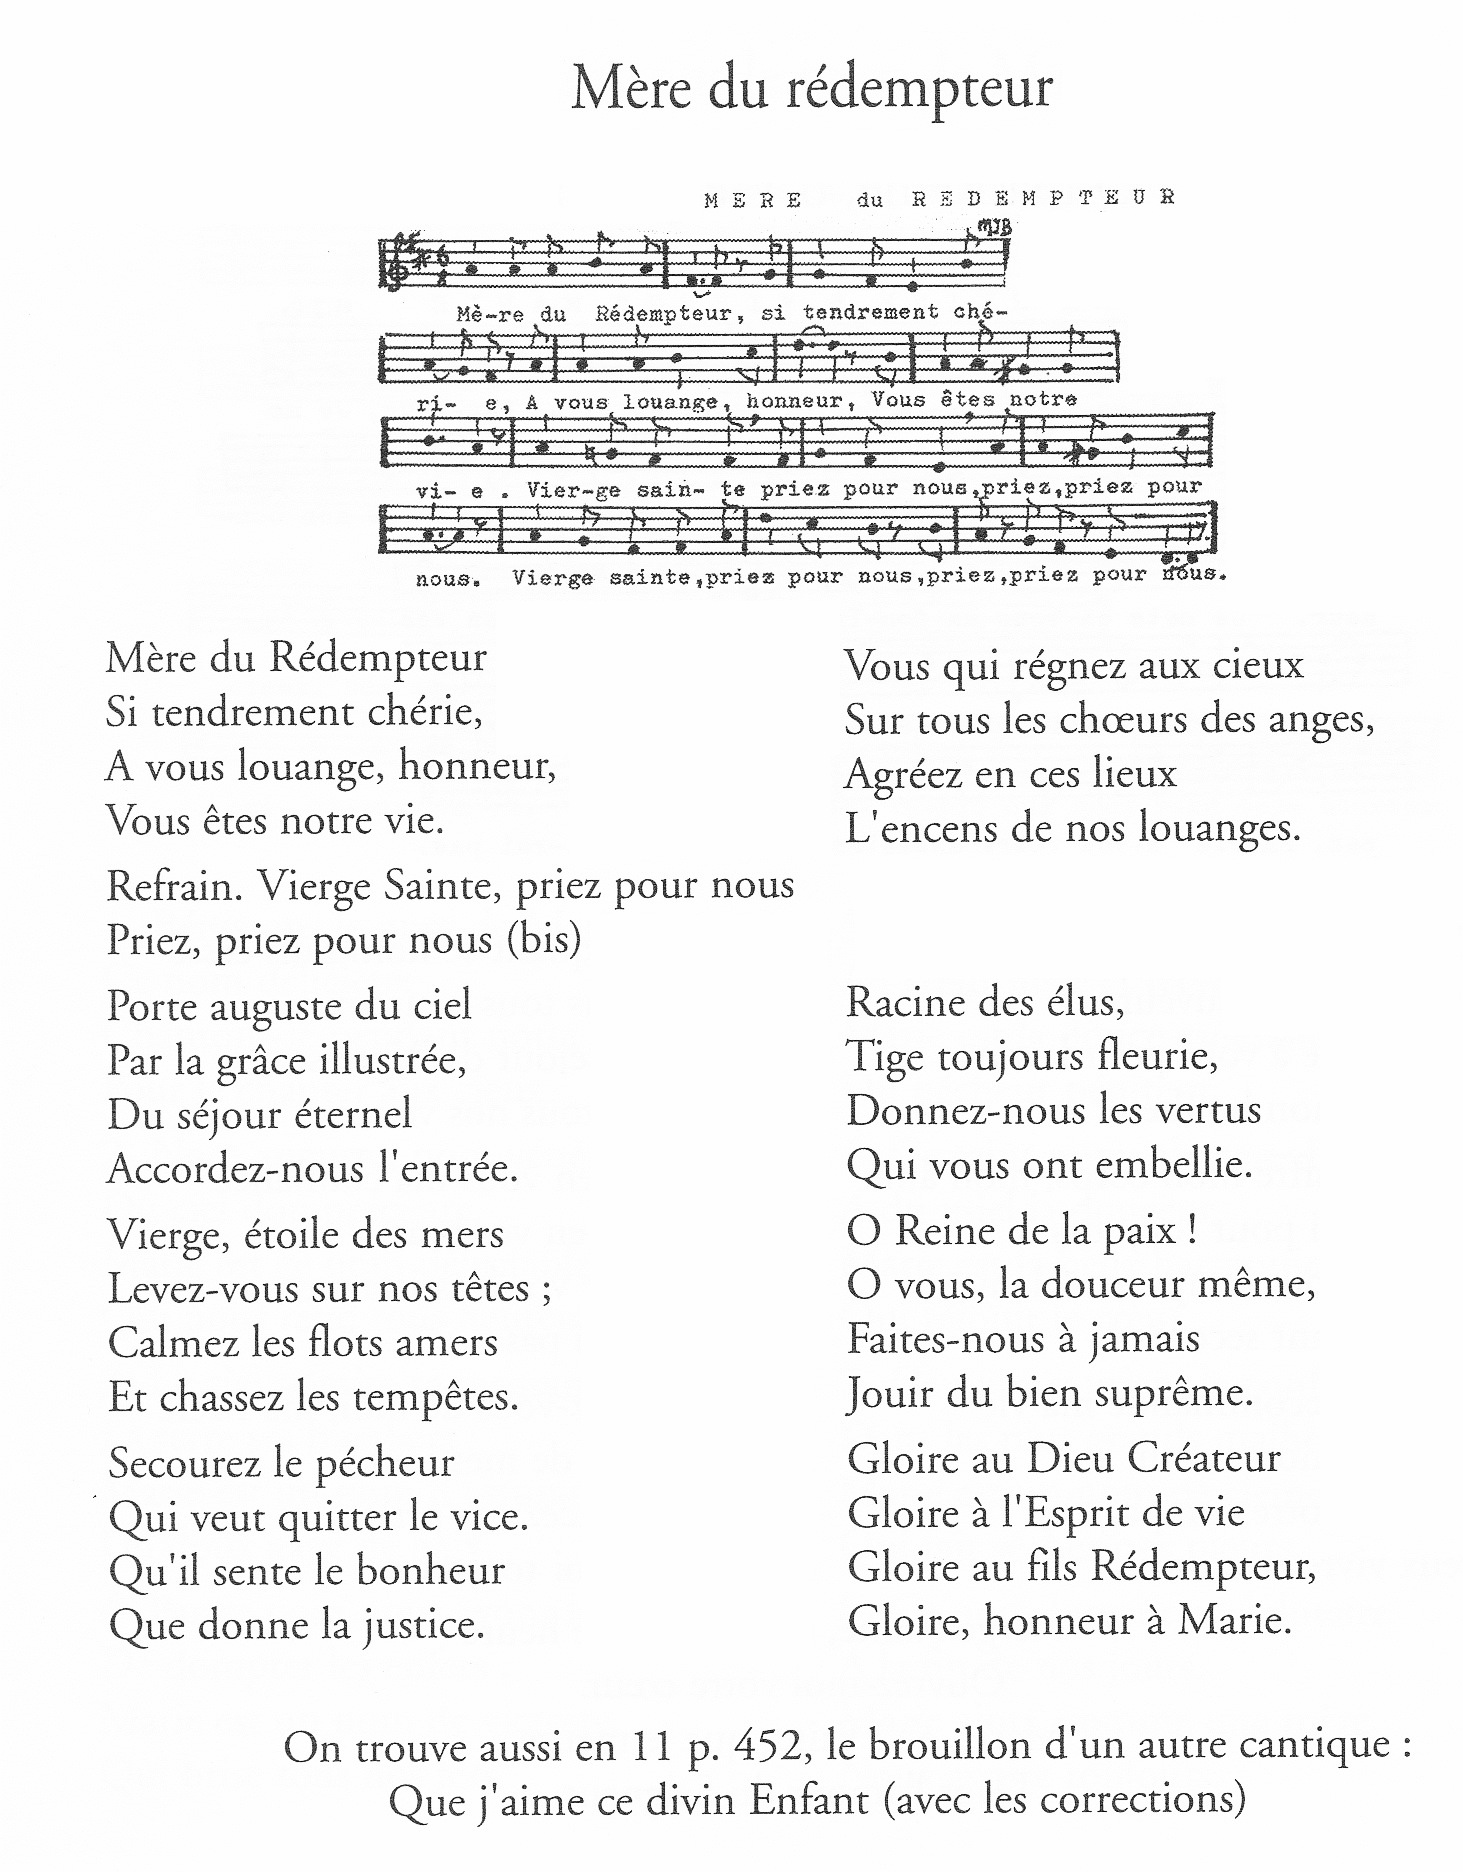 Mère du rédempteur
MERE du REDEMPTEUR
MJB
Mè-re du Rédempteur, si tendrement ché-
ri- e, A vous louange, honneur, Vous êtes notre
vi- e . Vier-ge sain- te priez pour nous,priez,priez pour
nous. Vierge sainte,priez pour nous,priez,priez pour nous.
Mère du Rédempteur
Si tendrement chérie,
A vous louange, honneur,
Vous êtes notre vie.
Refrain. Vierge Sainte, priez pour nous
Priez, priez pour nous (bis)
Porte auguste du ciel
Par la grâce illustrée,
Du séjour éternel
Accordez-nous l'entrée.
Vierge, étoile des mers
Levez-vous sur nos têtes ;
Calmez les flots amers
Et chassez les tempêtes.
Secourez le pécheur
Qui veut quitter le vice.
Qu'il sente le bonheur
Que donne la justice.
Vous qui régnez aux cieux
Sur tous les chœurs des anges,
Agréez en ces lieux
L'encens de nos louanges.
Racine des élus,
Tige toujours fleurie,
Donnez-nous les vertus
Qui vous ont embellie.
O Reine de la paix !
O vous, la douceur même,
Faites-nous à jamais
Jouir du bien suprême.
Gloire au Dieu Créateur
Gloire à l'Esprit de vie
Gloire au fils Rédempteur,
Gloire, honneur à Marie.
On trouve aussi en 11 p. 452, le brouillon d'un autre cantique :
Que j'aime ce divin Enfant (avec les corrections)